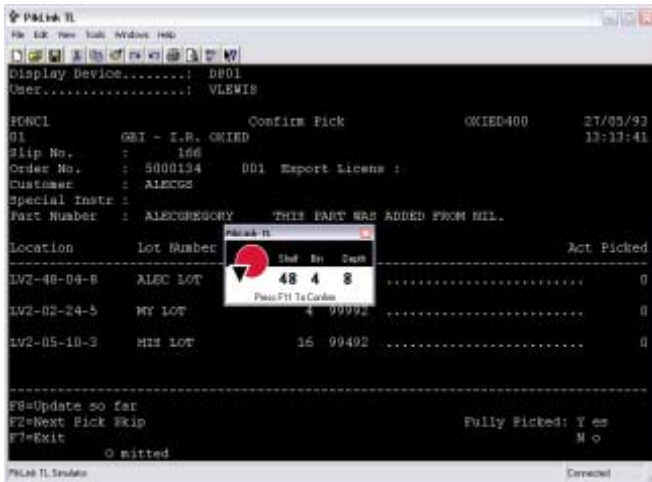 PikLink TL
File Edit View Tools Windows Help
Display Device........: DP01
User..................: VLEWIS
PDNC1 Confirm Pick OXIED400 27/05/93
01 GBI - I.R. OXIED 13:13:41
Slip No. : 166
Order No. : 5000134 001 Export Licens :
Customer : ALECGS
Special Instr :
Part Number : ALECGREGORY THIS PART WAS ADDED FROM NIL.
Location Lot Number Act Picked
LV2-48-04-8 ALEC LOT 0
LV2-02-24-5 MY LOT 4 99992 0
LV2-05-10-3 MIS LOT 16 99492 0
PikLink-TL
Shelf Bin Depth
48 4 8
Press F11 To Confirm
F8=Update so far
F2=Next Pick Skip Fully Picked: Y es
F7=Exit N o
O mitted
PikLink TL Simulator Connected